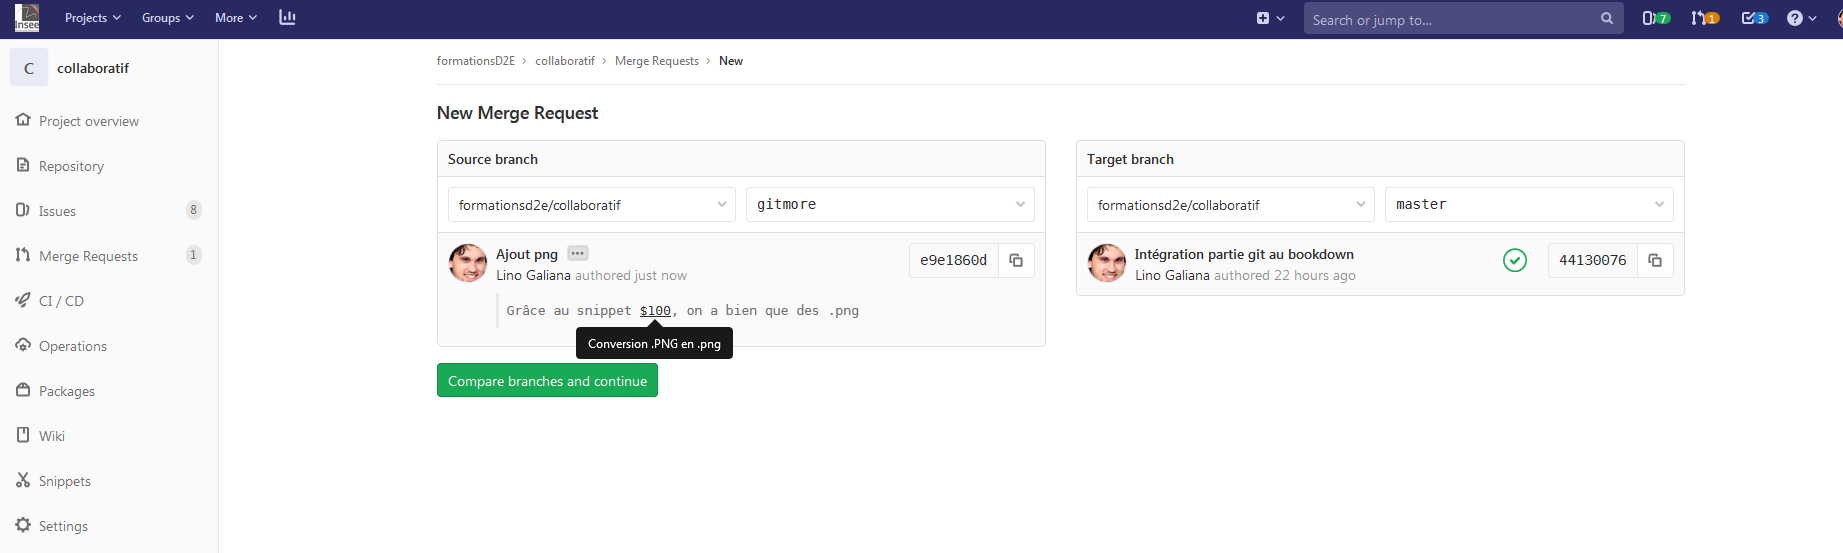 Insee
Projects Groups More
Search or jump to...
7 1 3
C collaboratif
Project overview
Repository
Issues 8
Merge Requests 1
CI / CD
Operations
Packages
Wiki
Snippets
Settings
formationsD2E > collaboratif > Merge Requests > New
New Merge Request
Source branch
formationsd2e/collaboratif gitmore
Ajout png ... e9e1860d
Lino Galiana authored just now
Grâce au snippet $100, on a bien que des .png
Conversion .PNG en .png
Compare branches and continue
Target branch
formationsd2e/collaboratif master
Intégration partie git au bookdown 44130076
Lino Galiana authored 22 hours ago